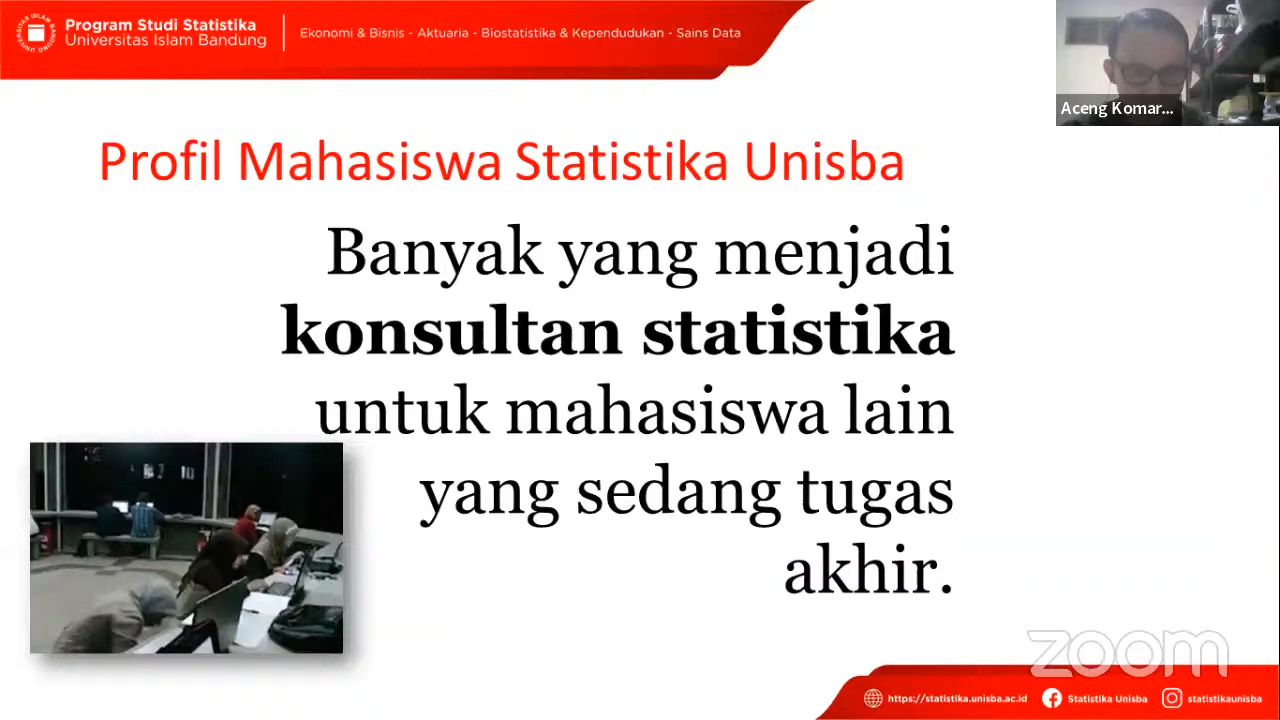 Program Studi Statistika
Universitas Islam Bandung
Ekonomi & Bisnis - Aktuaria - Biostatistika & Kependudukan - Sains Data
Aceng Komar...
Profil Mahasiswa Statistika Unisba
Banyak yang menjadi
konsultan statistika
untuk mahasiswa lain
yang sedang tugas
akhir.
zoom
https://statistika.unisba.ac.id
Statistika Unisba
statistikaunisba